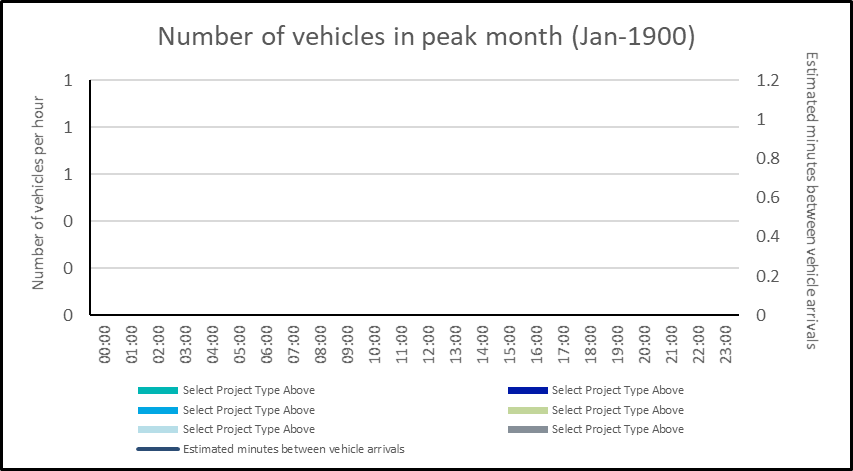 Number of vehicles in peak month (Jan-1900)
Number of vehicles per hour
1
1
1
0
0
0
1.2
1
0.8
0.6
0.4
0.2
0
Estimated minutes between vehicle arrivals
00:00 01:00 02:00 03:00 04:00 05:00 06:00 07:00 08:00 09:00 10:00 11:00 12:00 13:00 14:00 15:00 16:00 17:00 18:00 19:00 20:00 21:00 22:00 23:00
Select Project Type Above Select Project Type Above
Select Project Type Above Select Project Type Above
Select Project Type Above Select Project Type Above
Estimated minutes between vehicle arrivals